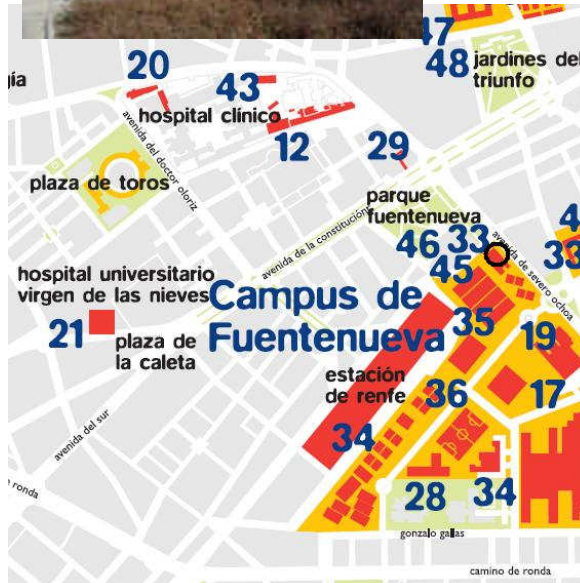 47
48 jardines del
triunfo
ía
20
43
hospital clínico
12
29
avenida del doctor oloriz
plaza de toros
parque
fuentenueva
avenida de la constitución
46
33
45
avenida de severo ochoa
4
33
hospital universitario
virgen de las nieves
Campus de
Fuentenueva
21
plaza de
la caleta
35
19
estación
de renfe
36
17
avenida del sur
34
28
34
e ronda
gonzalo gallas
camino de ronda